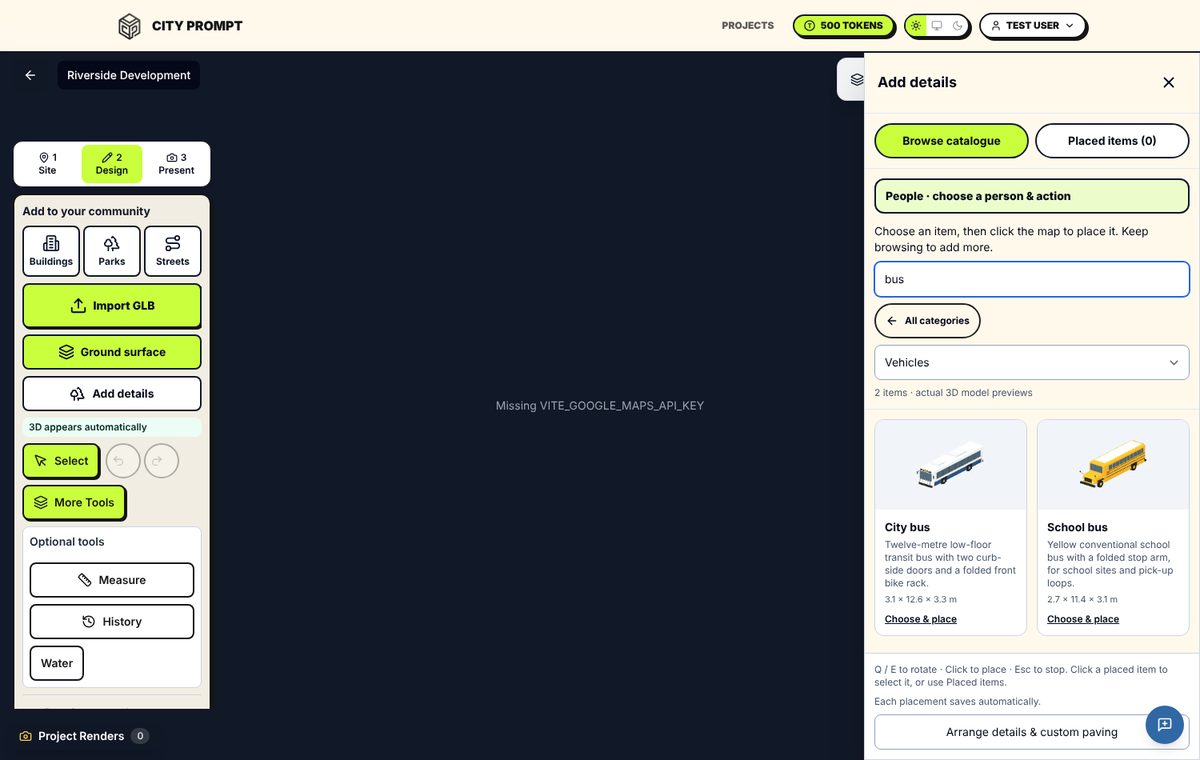 CITY PROMPT
PROJECTS
500 TOKENS
TEST USER
Riverside Development
1
Site
2
Design
3
Present
Add to your community
Buildings
Parks
Streets
Import GLB
Ground surface
Add details
3D appears automatically
Select
More Tools
Optional tools
Measure
History
Water
Project Renders 0
Missing VITE_GOOGLE_MAPS_API_KEY
Add details
Browse catalogue
Placed items (0)
People · choose a person & action
Choose an item, then click the map to place it. Keep
browsing to add more.
bus
All categories
Vehicles
2 items · actual 3D model previews
City bus
Twelve-metre low-floor
transit bus with two curb-
side doors and a folded front
bike rack.
3.1 × 12.6 × 3.3 m
Choose & place
School bus
Yellow conventional school
bus with a folded stop arm,
for school sites and pick-up
loops.
2.7 × 11.4 × 3.1 m
Choose & place
Q / E to rotate · Click to place · Esc to stop. Click a placed item to
select it, or use Placed items.
Each placement saves automatically.
Arrange details & custom paving